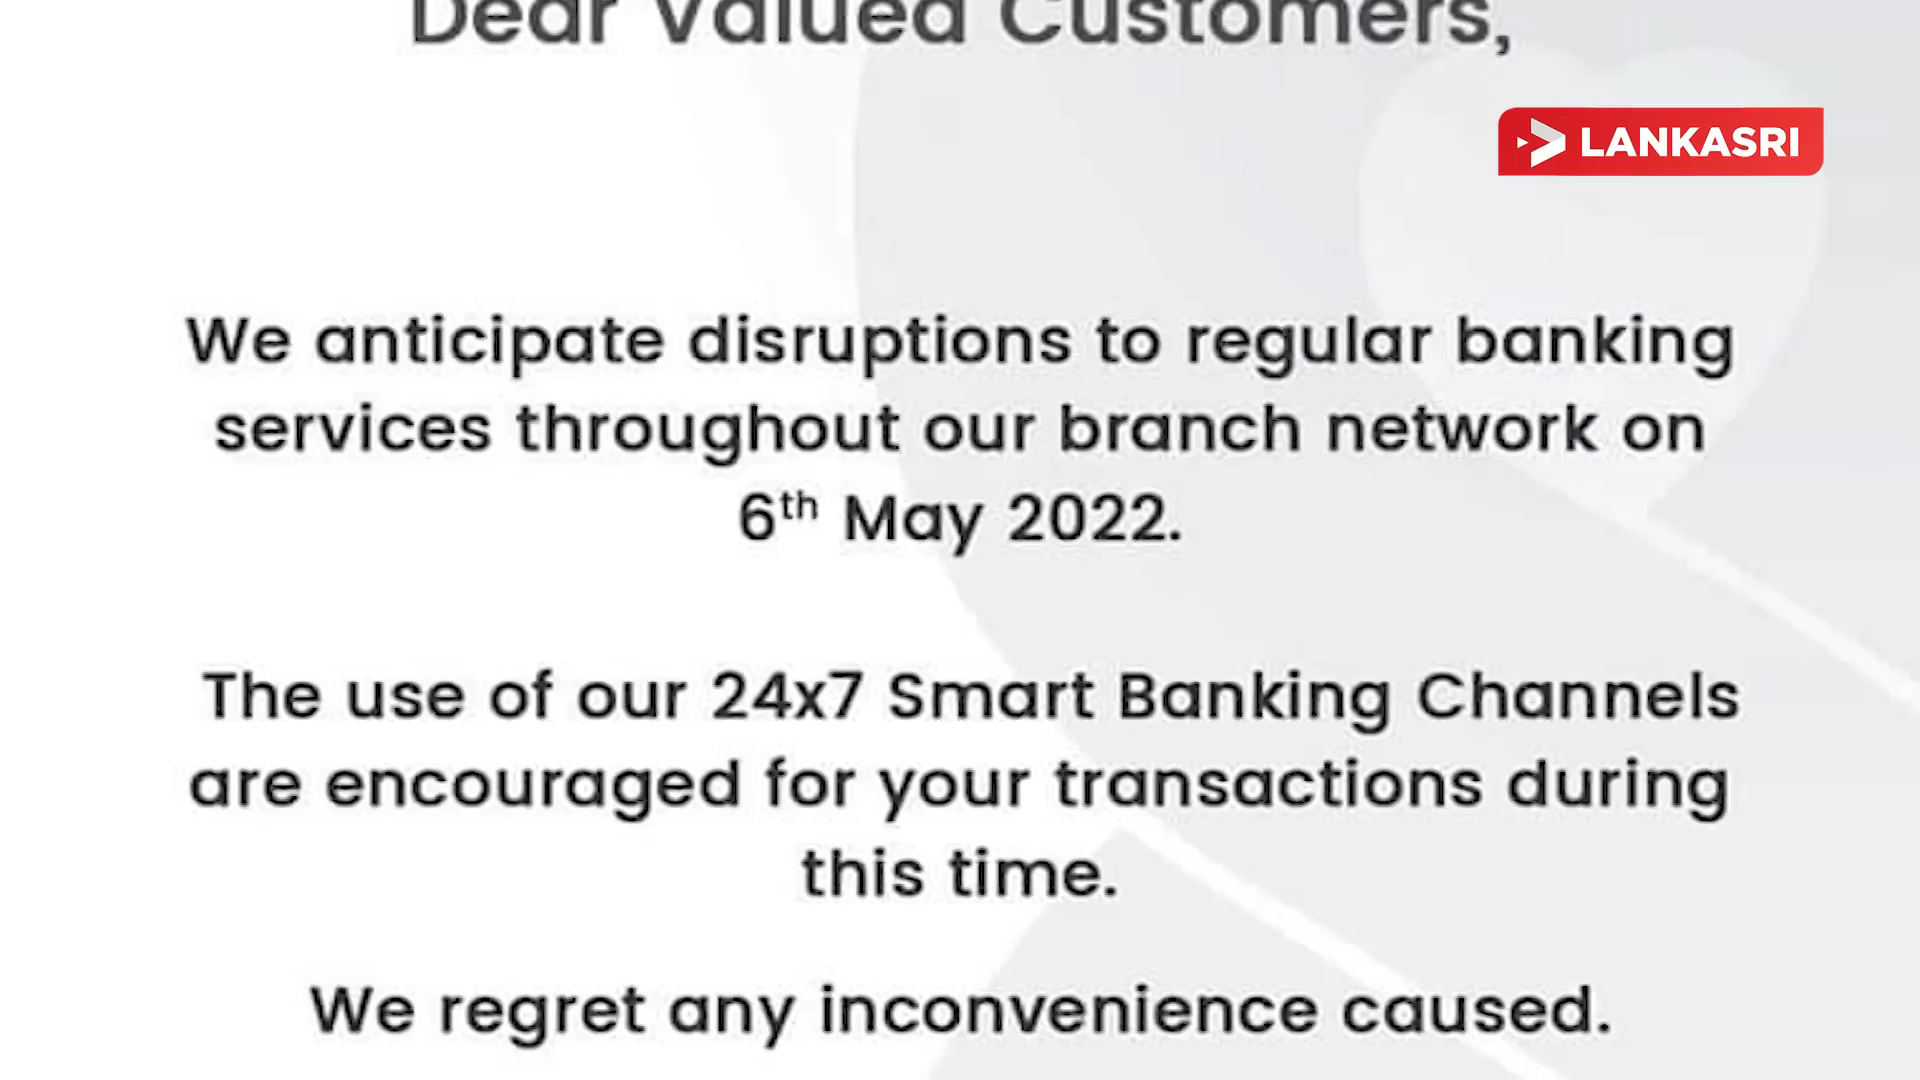 Dear Valued Customers,
LANKASRI
We anticipate disruptions to regular banking
services throughout our branch network on
6th May 2022.
The use of our 24x7 Smart Banking Channels
are encouraged for your transactions during
this time.
We regret any inconvenience caused.